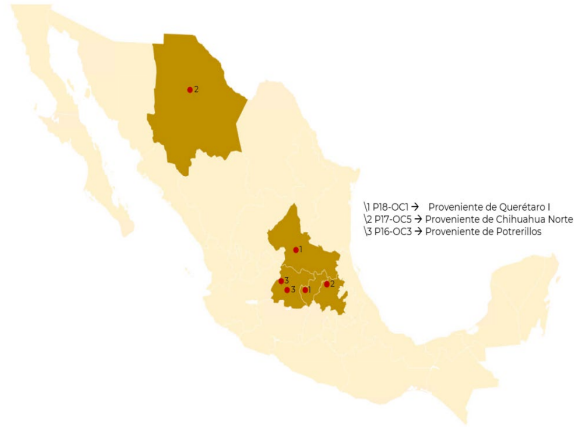 2
1
3
3
1
2
\1 P18-OC1 → Proveniente de Querétaro I
\2 P17-OC5 → Proveniente de Chihuahua Norte
\3 P16-OC3 → Proveniente de Potrerillos